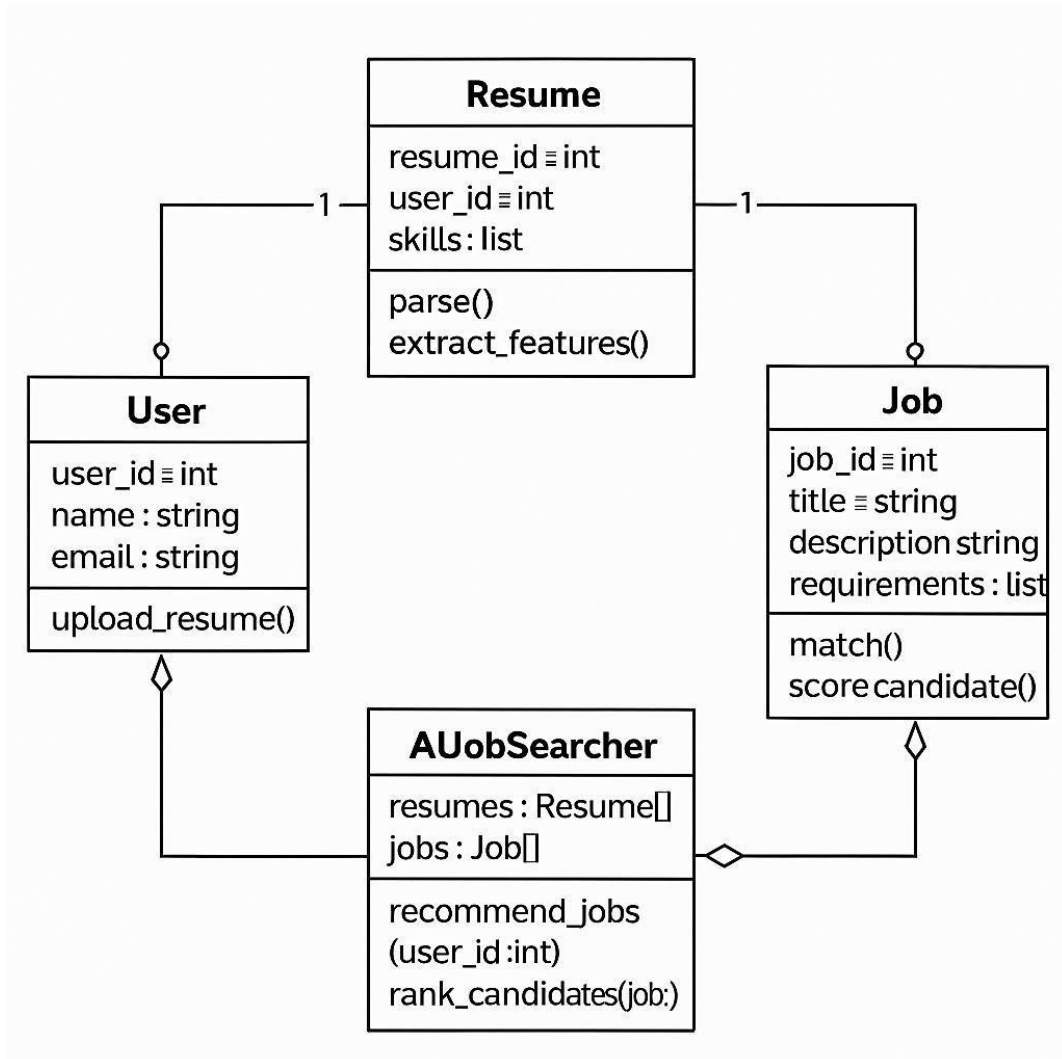 Resume
resume_id ≡ int
user_id ≡ int
skills : list
parse()
extract_features()
1
1
User
user_id ≡ int
name : string
email : string
upload_resume()
Job
job_id ≡ int
title ≡ string
description string
requirements : list
match()
score candidate()
AUobSearcher
resumes : Resume[]
jobs : Job[]
recommend_jobs
(user_id :int)
rank_candidates(job:)